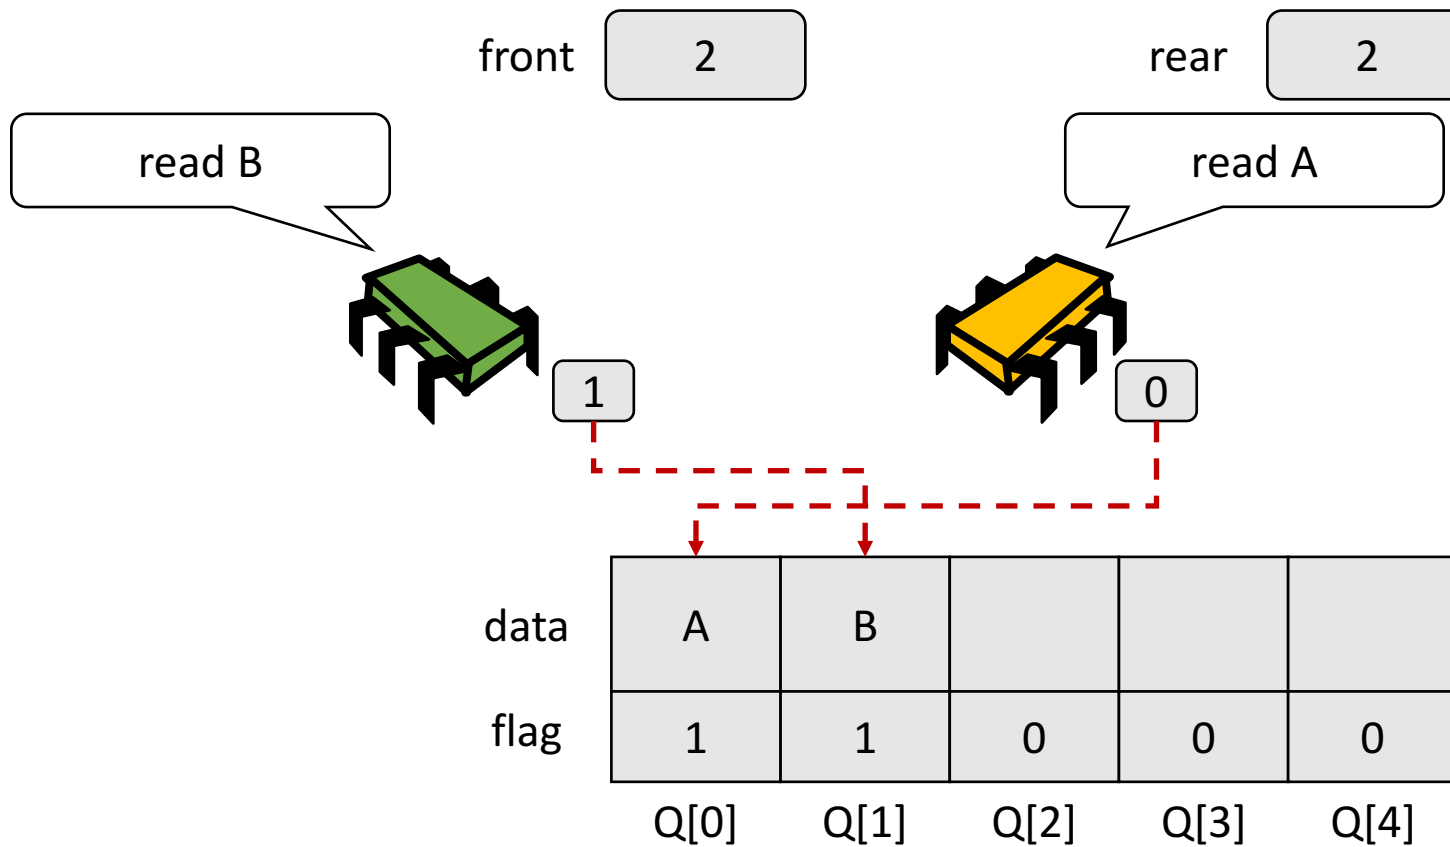 front 2 rear 2
read B read A
1 0
data A B
flag 1 1 0 0 0
Q[0] Q[1] Q[2] Q[3] Q[4]